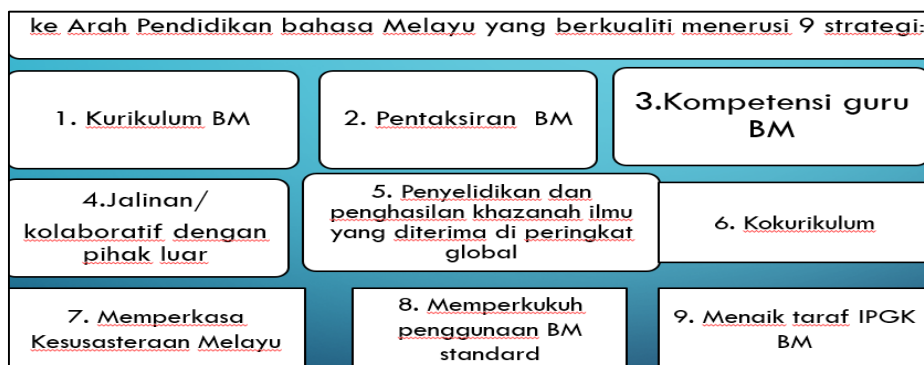 ke Arah Pendidikan bahasa Melayu yang berkualiti menerusi 9 strategi:
1. Kurikulum BM
2. Pentaksiran BM
3.Kompetensi guru
BM
4.Jalinan/
kolaboratif dengan
pihak luar
5. Penyelidikan dan
penghasilan khazanah ilmu
yang diterima di peringkat
global
6. Kokurikulum
7. Memperkasa
Kesusasteraan Melayu
8. Memperkukuh
penggunaan BM
standard
9. Menaik taraf IPGK
BM